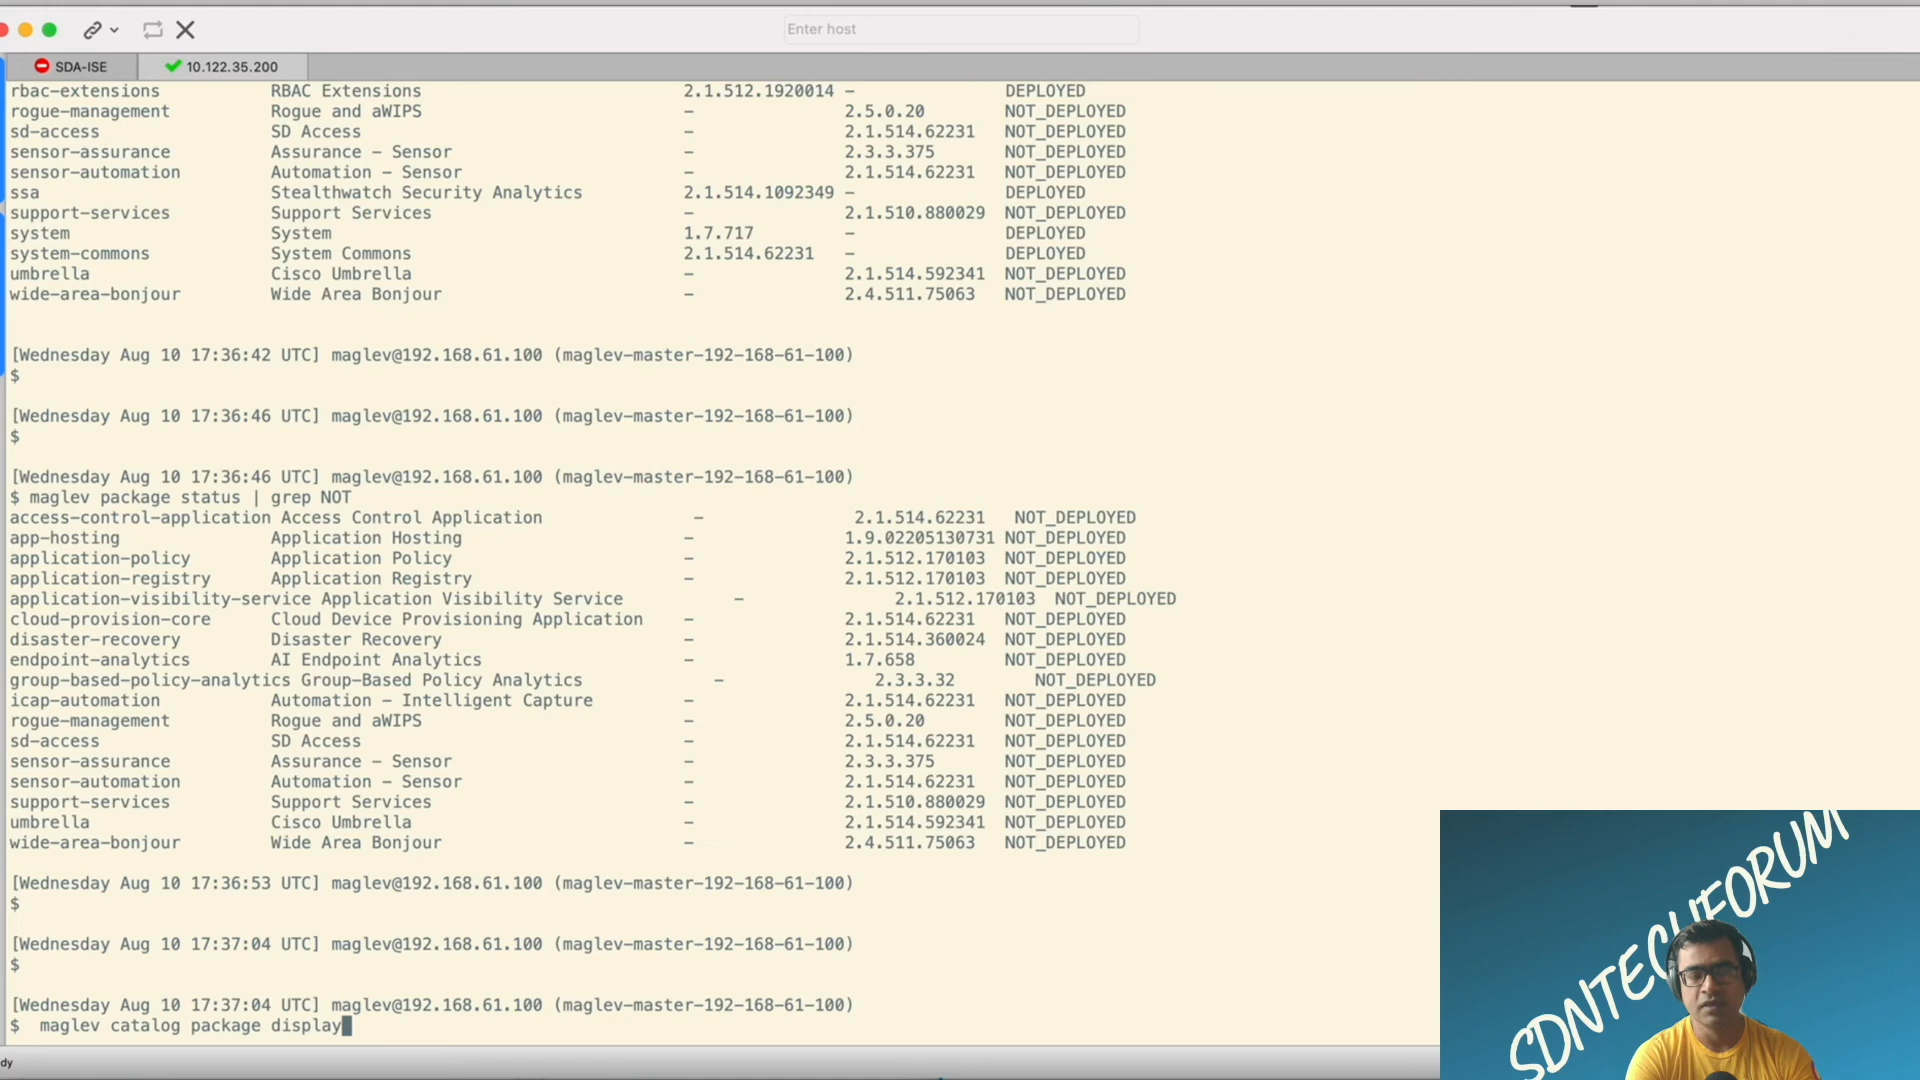 Enter host
SDA-ISE
10.122.35.200
rbac-extensions RBAC Extensions 2.1.512.1920014 – DEPLOYED
rogue-management Rogue and aWIPS – 2.5.0.20 NOT_DEPLOYED
sd-access SD Access – 2.1.514.62231 NOT_DEPLOYED
sensor-assurance Assurance – Sensor – 2.3.3.375 NOT_DEPLOYED
sensor-automation Automation – Sensor – 2.1.514.62231 NOT_DEPLOYED
ssa Stealthwatch Security Analytics 2.1.514.1092349 – DEPLOYED
support-services Support Services – 2.1.510.880029 NOT_DEPLOYED
system System 1.7.717 – DEPLOYED
system-commons System Commons 2.1.514.62231 – DEPLOYED
umbrella Cisco Umbrella – 2.1.514.592341 NOT_DEPLOYED
wide-area-bonjour Wide Area Bonjour – 2.4.511.75063 NOT_DEPLOYED
[Wednesday Aug 10 17:36:42 UTC] maglev@192.168.61.100 (maglev-master-192-168-61-100)
$
[Wednesday Aug 10 17:36:46 UTC] maglev@192.168.61.100 (maglev-master-192-168-61-100)
$
[Wednesday Aug 10 17:36:46 UTC] maglev@192.168.61.100 (maglev-master-192-168-61-100)
$ maglev package status | grep NOT
access-control-application Access Control Application – 2.1.514.62231 NOT_DEPLOYED
app-hosting Application Hosting – 1.9.02205130731 NOT_DEPLOYED
application-policy Application Policy – 2.1.512.170103 NOT_DEPLOYED
application-registry Application Registry – 2.1.512.170103 NOT_DEPLOYED
application-visibility-service Application Visibility Service – 2.1.512.170103 NOT_DEPLOYED
cloud-provision-core Cloud Device Provisioning Application – 2.1.514.62231 NOT_DEPLOYED
disaster-recovery Disaster Recovery – 2.1.514.360024 NOT_DEPLOYED
endpoint-analytics AI Endpoint Analytics – 1.7.658 NOT_DEPLOYED
group-based-policy-analytics Group-Based Policy Analytics – 2.3.3.32 NOT_DEPLOYED
icap-automation Automation – Intelligent Capture – 2.1.514.62231 NOT_DEPLOYED
rogue-management Rogue and aWIPS – 2.5.0.20 NOT_DEPLOYED
sd-access SD Access – 2.1.514.62231 NOT_DEPLOYED
sensor-assurance Assurance – Sensor – 2.3.3.375 NOT_DEPLOYED
sensor-automation Automation – Sensor – 2.1.514.62231 NOT_DEPLOYED
support-services Support Services – 2.1.510.880029 NOT_DEPLOYED
umbrella Cisco Umbrella – 2.1.514.592341 NOT_DEPLOYED
wide-area-bonjour Wide Area Bonjour – 2.4.511.75063 NOT_DEPLOYED
[Wednesday Aug 10 17:36:53 UTC] maglev@192.168.61.100 (maglev-master-192-168-61-100)
$
[Wednesday Aug 10 17:37:04 UTC] maglev@192.168.61.100 (maglev-master-192-168-61-100)
$
[Wednesday Aug 10 17:37:04 UTC] maglev@192.168.61.100 (maglev-master-192-168-61-100)
$ maglev catalog package display
dy
SDNTECHFORUM